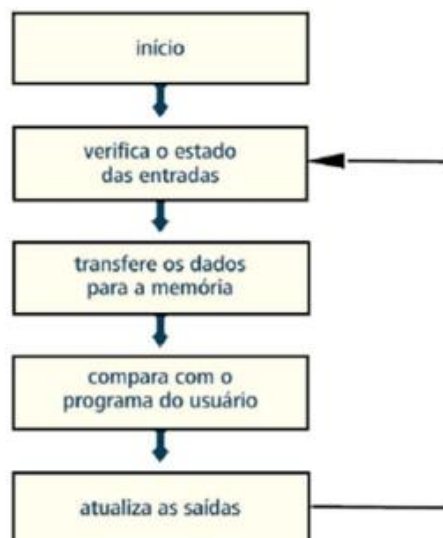 início
verifica o estado
das entradas
transfere os dados
para a memória
compara com o
programa do usuário
atualiza as saídas